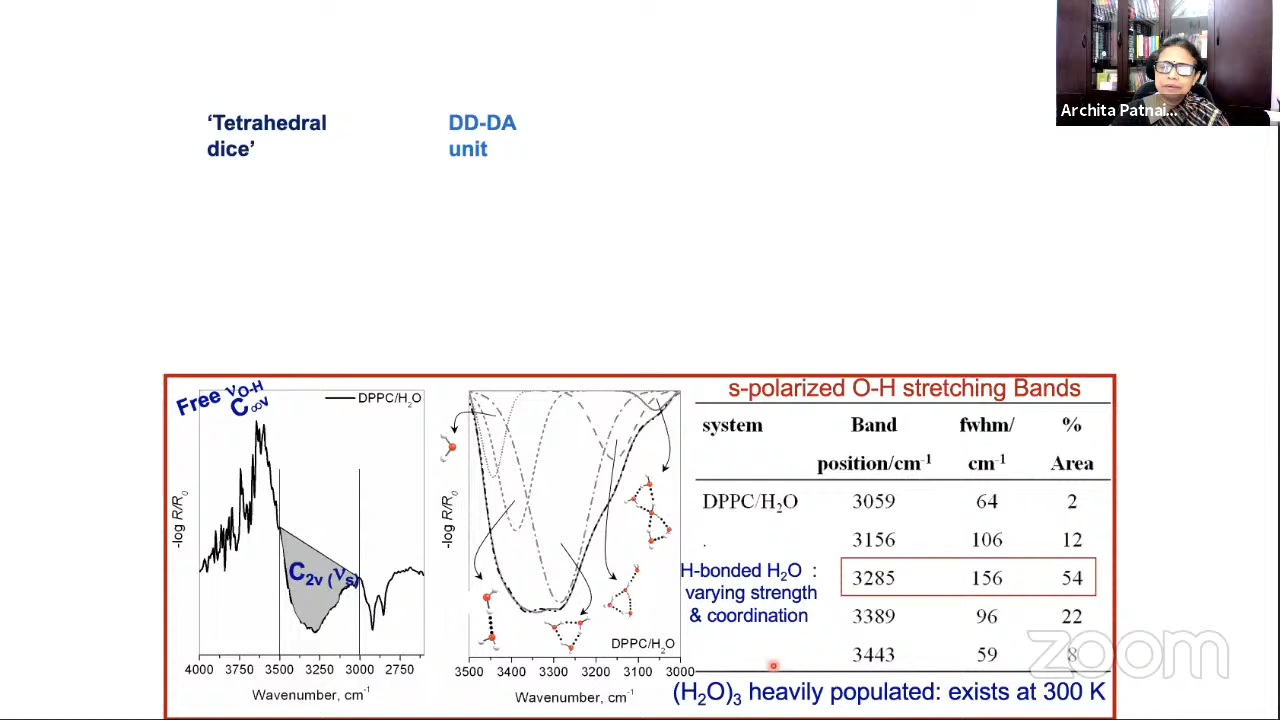 Archita Patnai...
‘Tetrahedral
dice’
DD-DA
unit
Free νO-H
C∞v
DPPC/H2O
C2v (νs)
-log R/R0
4000 3750 3500 3250 3000 2750
Wavenumber, cm-1
-log R/R0
DPPC/H2O
3500 3400 3300 3200 3100 3000
Wavenumber, cm-1
s-polarized O-H stretching Bands
system Band fwhm/ %
position/cm-1 cm-1 Area
DPPC/H2O 3059 64 2
3156 106 12
3285 156 54
3389 96 22
3443 59 8
H-bonded H2O :
varying strength
& coordination
(H2O)3 heavily populated: exists at 300 K
zoom